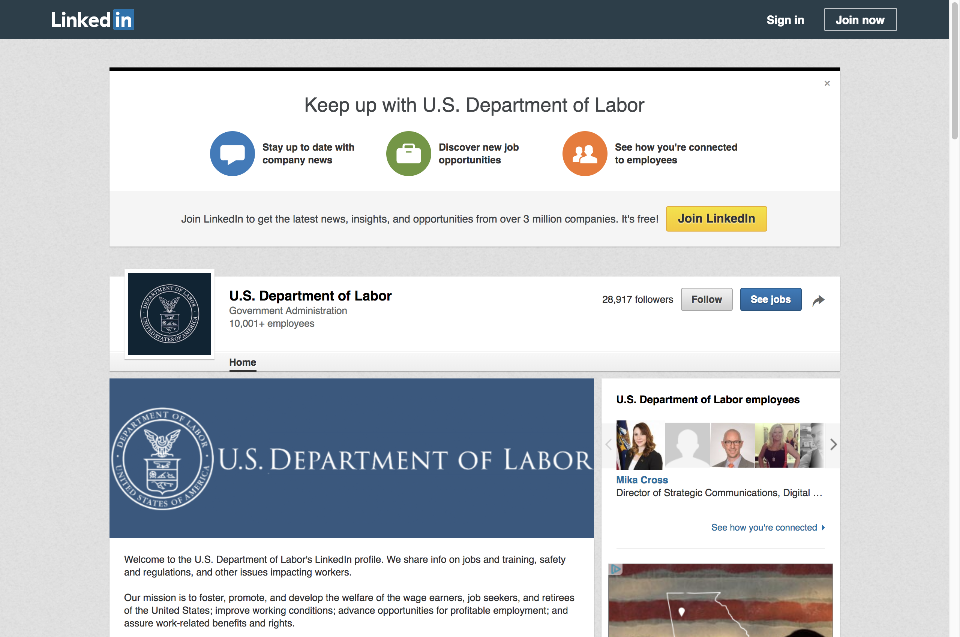 Linked in
Sign in
Join now
×
Keep up with U.S. Department of Labor
Stay up to date with
company news
Discover new job
opportunities
See how you're connected
to employees
Join LinkedIn to get the latest news, insights, and opportunities from over 3 million companies. It's free!
Join LinkedIn
DEPARTMENT OF LABOR
UNITED STATES OF AMERICA
U.S. Department of Labor
Government Administration
10,001+ employees
28,917 followers
Follow
See jobs
Home
DEPARTMENT OF LABOR
UNITED STATES OF AMERICA
U.S. DEPARTMENT OF LABOR
U.S. Department of Labor employees
Mika Cross
Director of Strategic Communications, Digital ...
See how you're connected
Welcome to the U.S. Department of Labor's LinkedIn profile. We share info on jobs and training, safety
and regulations, and other issues impacting workers.
Our mission is to foster, promote, and develop the welfare of the wage earners, job seekers, and retirees
of the United States; improve working conditions; advance opportunities for profitable employment; and
assure work-related benefits and rights.